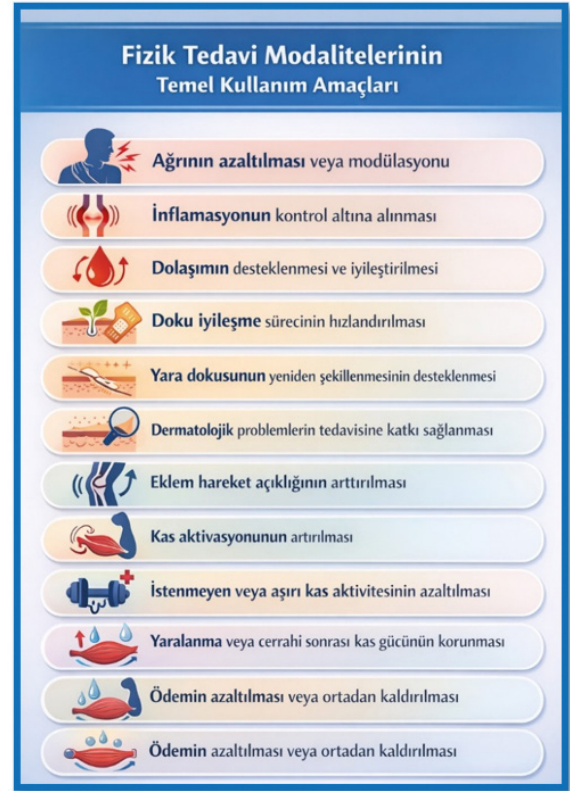 Fizik Tedavi Modalitelerinin
Temel Kullanım Amaçları
Ağrının azaltılması veya modülasyonu
İnflamasyonun kontrol altına alınması
Dolaşımın desteklenmesi ve iyileştirilmesi
Doku iyileşme sürecinin hızlandırılması
Yara dokusunun yeniden şekillenmesinin desteklenmesi
Dermatolojik problemlerin tedavisine katkı sağlanması
Eklem hareket açıklığının arttırılması
Kas aktivasyonunun artırılması
İstenmeyen veya aşırı kas aktivitesinin azaltılması
Yaralanma veya cerrahi sonrası kas gücünün korunması
Ödemin azaltılması veya ortadan kaldırılması
Ödemin azaltılması veya ortadan kaldırılması